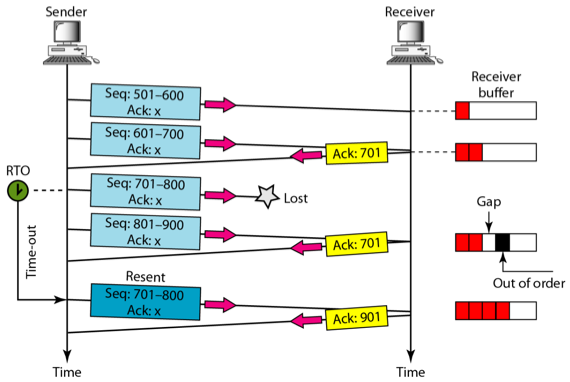 Sender
Receiver
Receiver
buffer
Seq: 501–600
Ack: x
Seq: 601–700
Ack: x
Ack: 701
RTO
Seq: 701–800
Ack: x
Lost
Time-out
Seq: 801–900
Ack: x
Ack: 701
Gap
Out of order
Resent
Seq: 701–800
Ack: x
Ack: 901
Time
Time